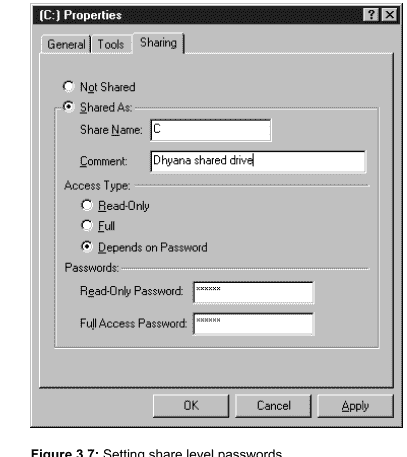 (C:) Properties
General Tools Sharing
Not Shared
Shared As:
Share Name: C
Comment: Dhyana shared drive
Access Type:
Read-Only
Full
Depends on Password
Passwords:
Read-Only Password: ******
Full Access Password: ******
OK Cancel Apply
Figure 3.7: Setting share level passwords